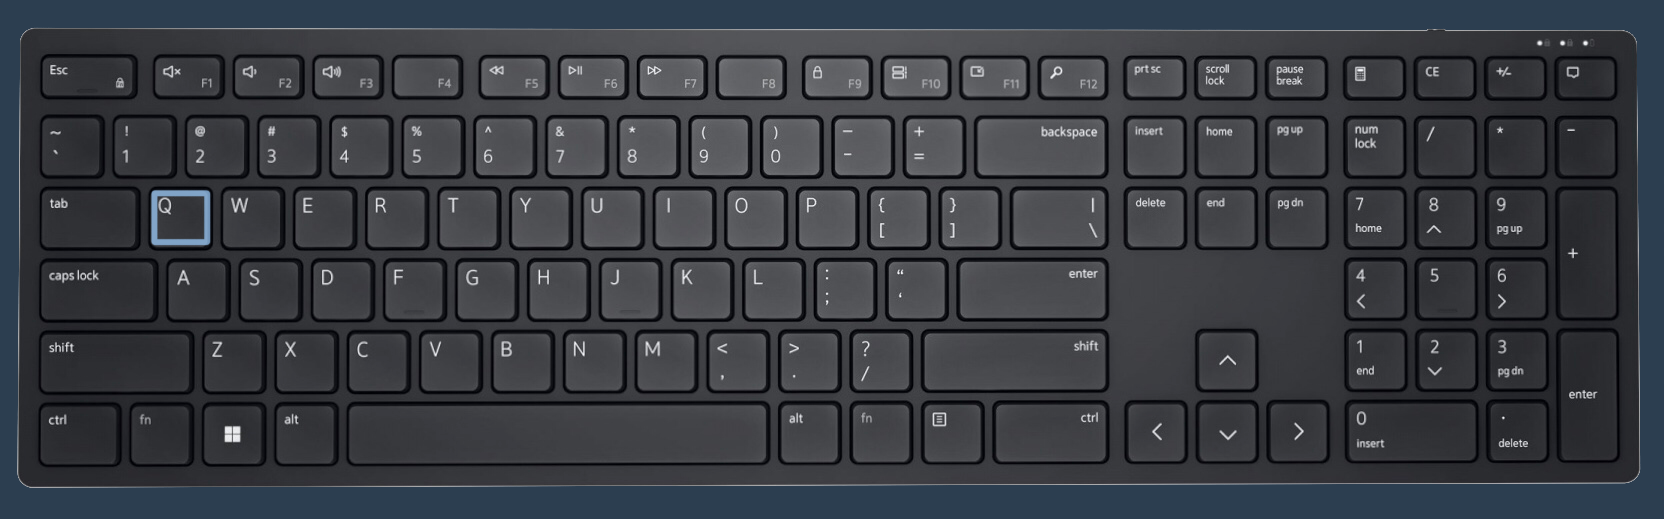 Esc F1 F2 F3 F4 F5 F6 F7 F8 F9 F10 F11 F12 prt sc scroll lock pause break CE +/-
~ ` ! 1 @ 2 # 3 $ 4 % 5 ^ 6 & 7 * 8 ( 9 ) 0 _ - + = backspace insert home pg up num lock / * -
tab Q W E R T Y U I O P { [ } ] | \ delete end pg dn 7 home 8 9 pg up +
caps lock A S D F G H J K L : ; “ ‘ enter 4 5 6
shift Z X C V B N M < , > . ? / shift 1 end 2 3 pg dn enter
ctrl fn alt alt fn ctrl 0 insert . delete